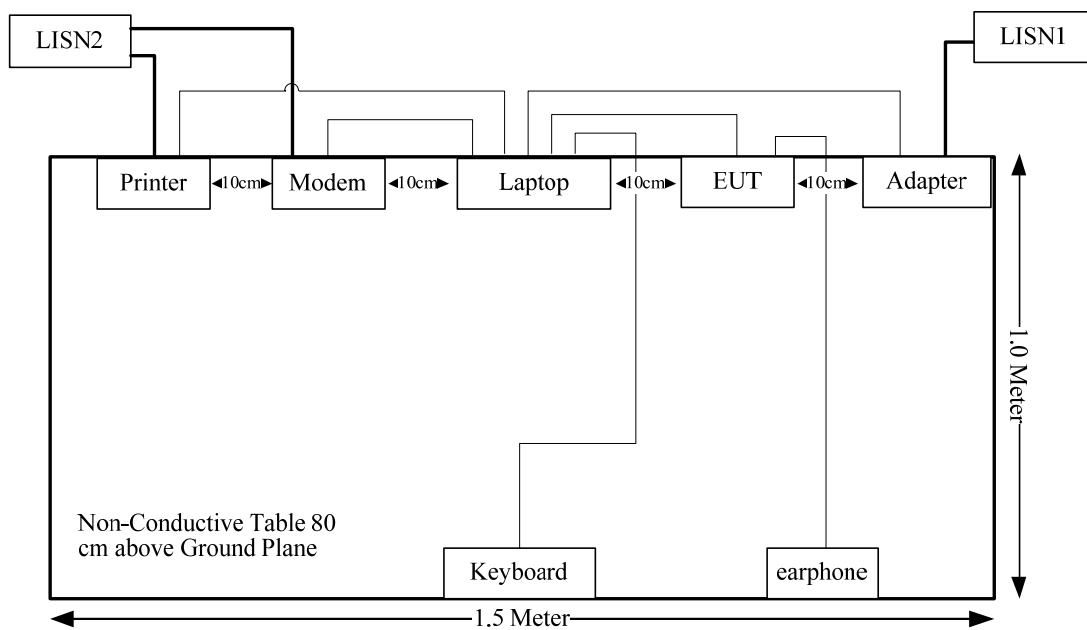 LISN2
LISN1
Printer
10cm
Modem
10cm
Laptop
10cm
EUT
10cm
Adapter
1.0 Meter
Non-Conductive Table 80
cm above Ground Plane
Keyboard
earphone
1.5 Meter